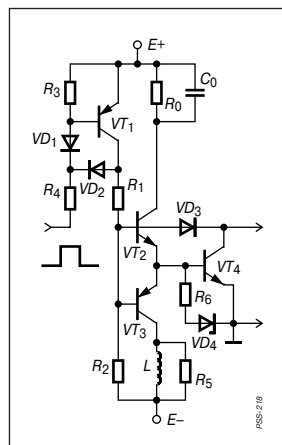 E+
R3
R0
C0
VT1
VD1
VD2
R4
R1
VD3
VT2
VT4
R6
VT3
VD4
R2
L
R5
E–
PSS-218